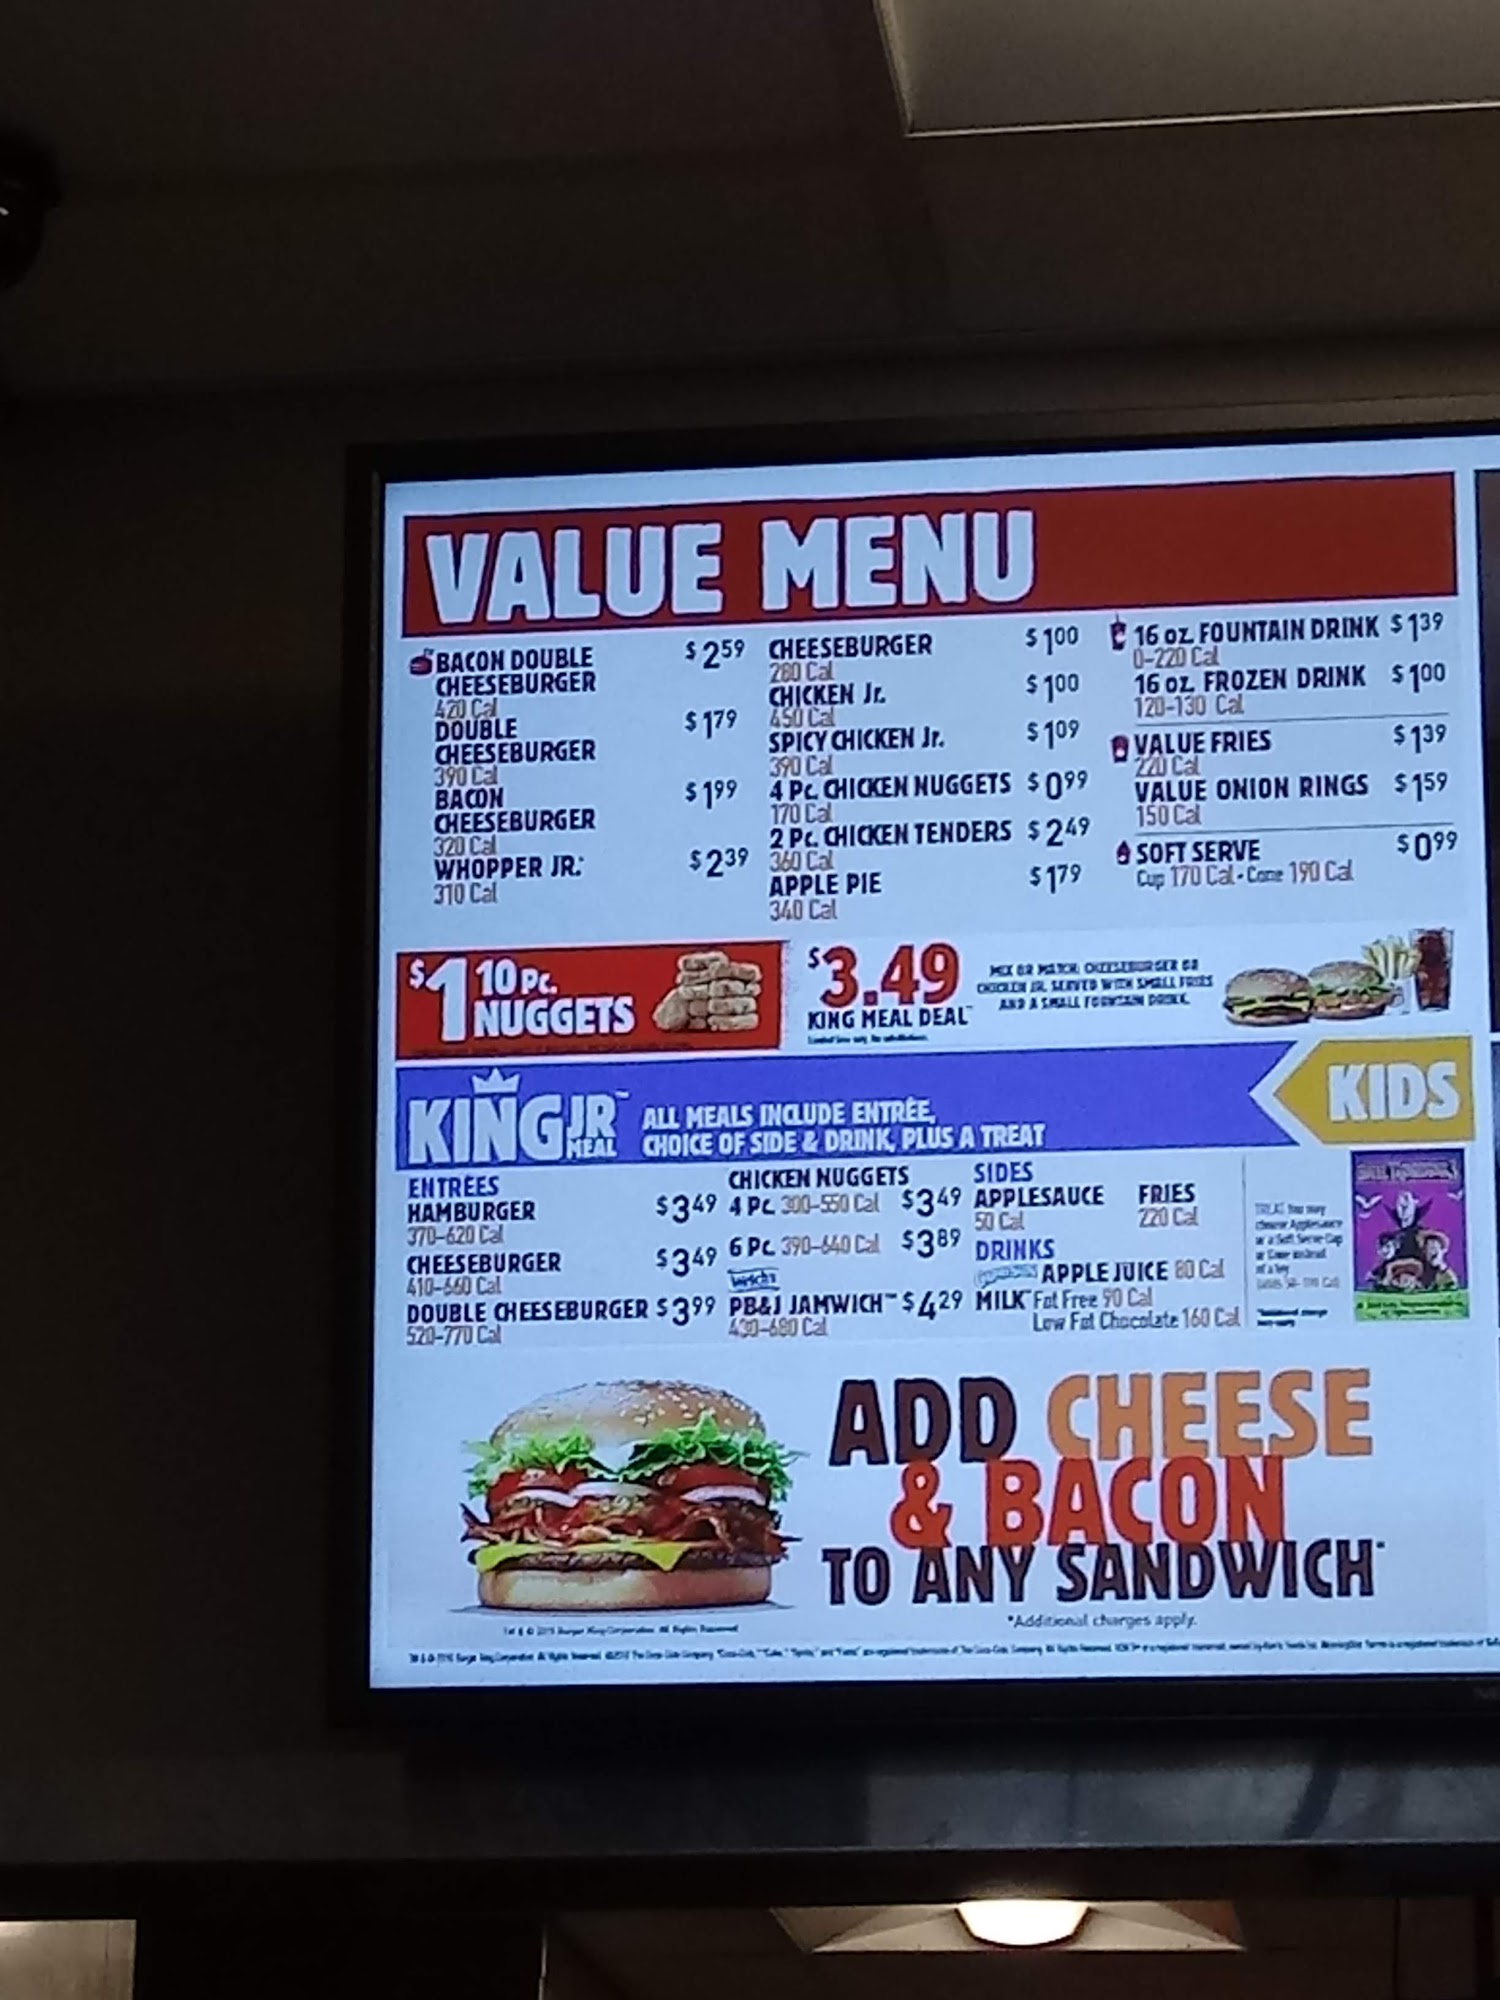 VALUE MENU
BACON DOUBLE
CHEESEBURGER
$2.59
420 Cal
DOUBLE
CHEESEBURGER
$1.79
390 Cal
BACON
CHEESEBURGER
$1.99
320 Cal
WHOPPER JR.
$2.39
310 Cal
CHEESEBURGER $1.00
280 Cal
CHICKEN Jr. $1.00
450 Cal
SPICY CHICKEN Jr. $1.09
390 Cal
4 Pc. CHICKEN NUGGETS $0.99
170 Cal
2 Pc. CHICKEN TENDERS $2.49
360 Cal
APPLE PIE $1.79
340 Cal
16 oz. FOUNTAIN DRINK $1.39
0-220 Cal
16 oz. FROZEN DRINK $1.00
120-130 Cal
VALUE FRIES $1.39
220 Cal
VALUE ONION RINGS $1.59
150 Cal
SOFT SERVE $0.99
Cup 170 Cal - Cone 190 Cal
$1 10 Pc.
NUGGETS
$3.49
KING MEAL DEAL™
MIX OR MATCH: CHEESEBURGER OR
CHICKEN JR. SERVED WITH SMALL FRIES
AND A SMALL FOUNTAIN DRINK.
KING JR MEAL™
ALL MEALS INCLUDE ENTRÉE,
CHOICE OF SIDE & DRINK, PLUS A TREAT
KIDS
ENTRÉES
HAMBURGER $3.49
370-620 Cal
CHEESEBURGER $3.49
410-660 Cal
DOUBLE CHEESEBURGER $3.99
520-770 Cal
CHICKEN NUGGETS
4 Pc. 300-550 Cal $3.49
6 Pc. 390-640 Cal $3.89
Welch's
PB&J JAMWICH™ $4.29
430-680 Cal
SIDES
APPLESAUCE
50 Cal
FRIES
220 Cal
DRINKS
APPLE JUICE 80 Cal
MILK Fat Free 90 Cal
Low Fat Chocolate 160 Cal
ADD CHEESE
& BACON
TO ANY SANDWICH*
*Additional charges apply.